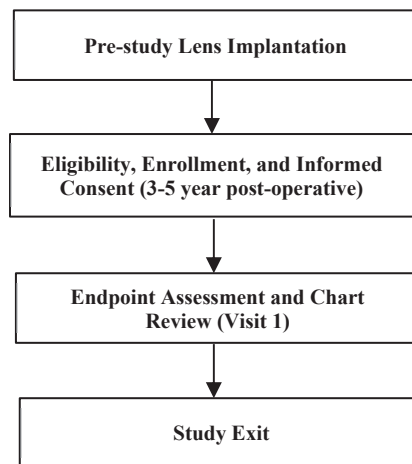 Pre-study Lens Implantation
Eligibility, Enrollment, and Informed
Consent (3-5 year post-operative)
Endpoint Assessment and Chart
Review (Visit 1)
Study Exit